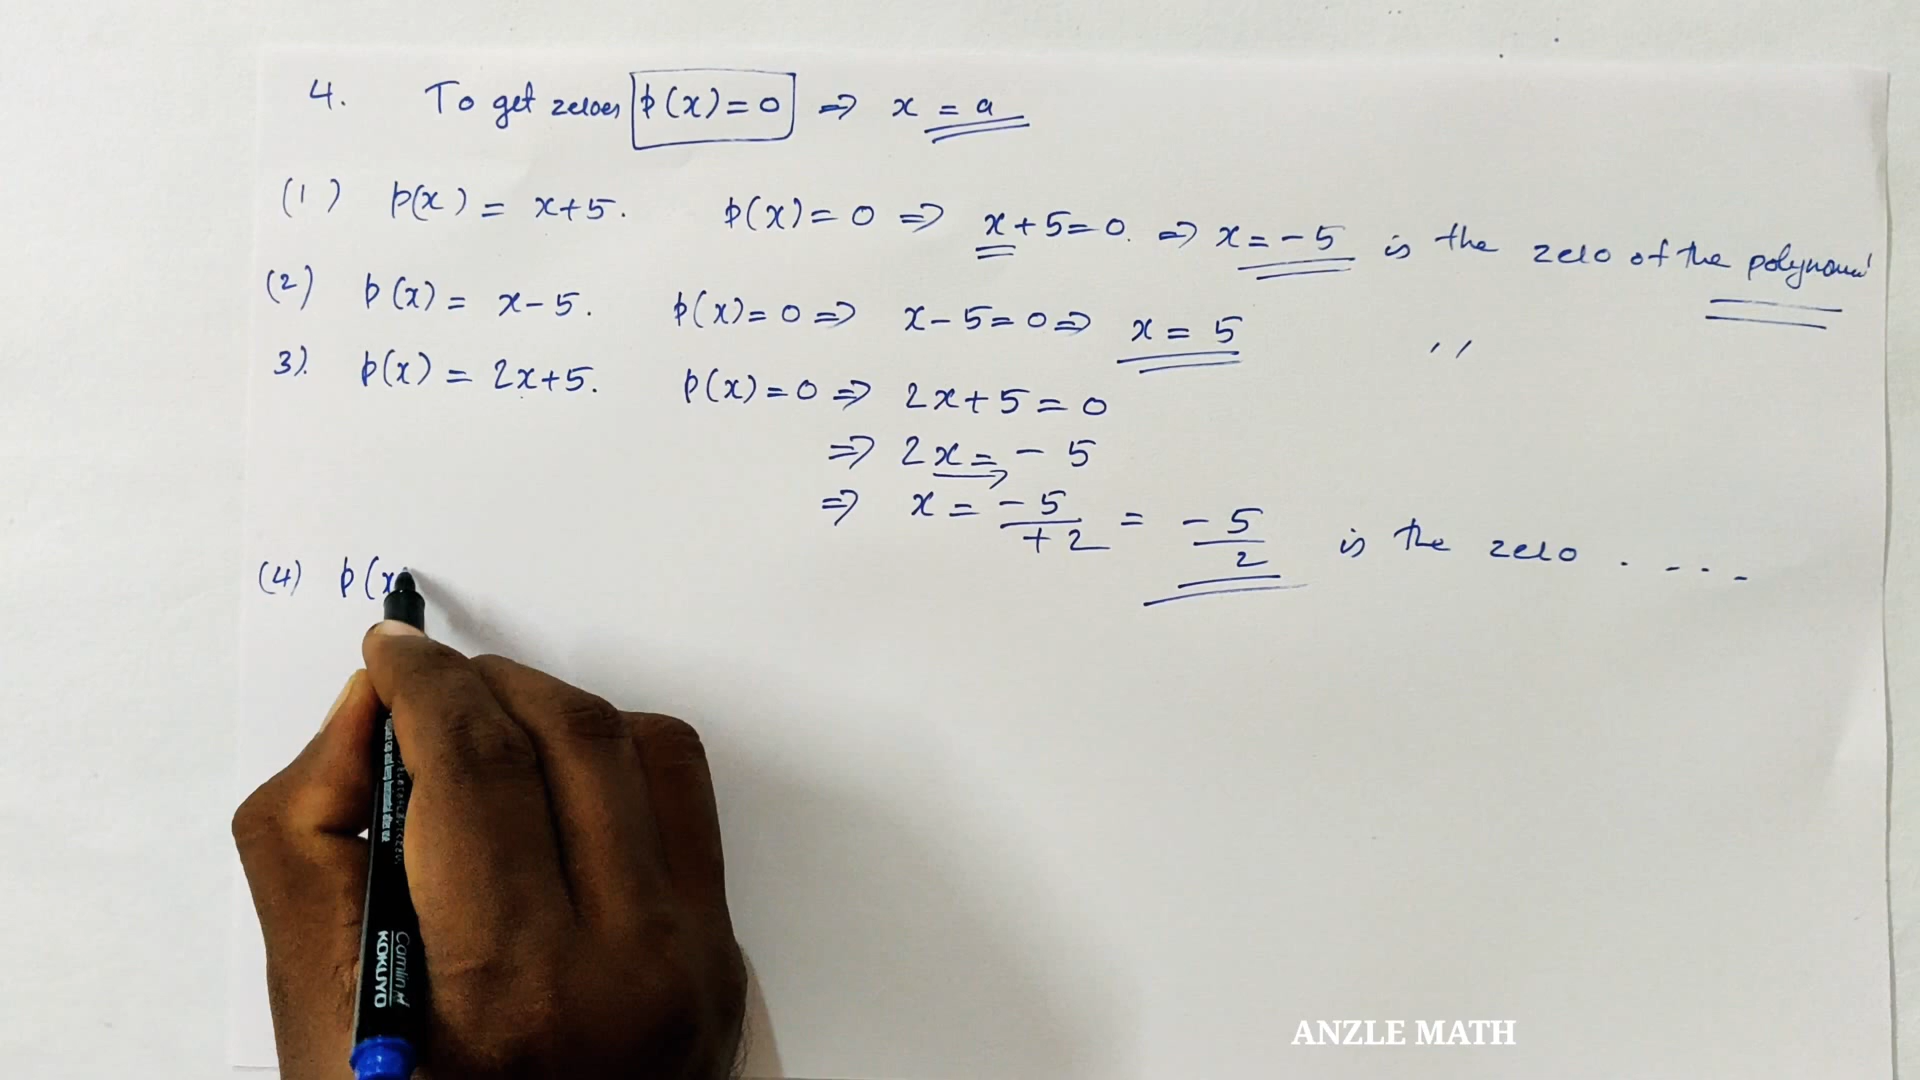 4. To get zeroes p(x)=0 ⇒ x = a
(1) p(x) = x+5. p(x)=0 ⇒ x+5=0. ⇒ x=-5 is the zero of the polynomial
(2) p(x) = x-5. p(x)=0 ⇒ x-5=0 ⇒ x = 5 ,,
3). p(x) = 2x+5. p(x)=0 ⇒ 2x+5=0
⇒ 2x = -5
⇒ x = -5/+2 = -5/2 is the zero . - - -
(4) p(x
Camlin
KOKUYO
ANZLE MATH